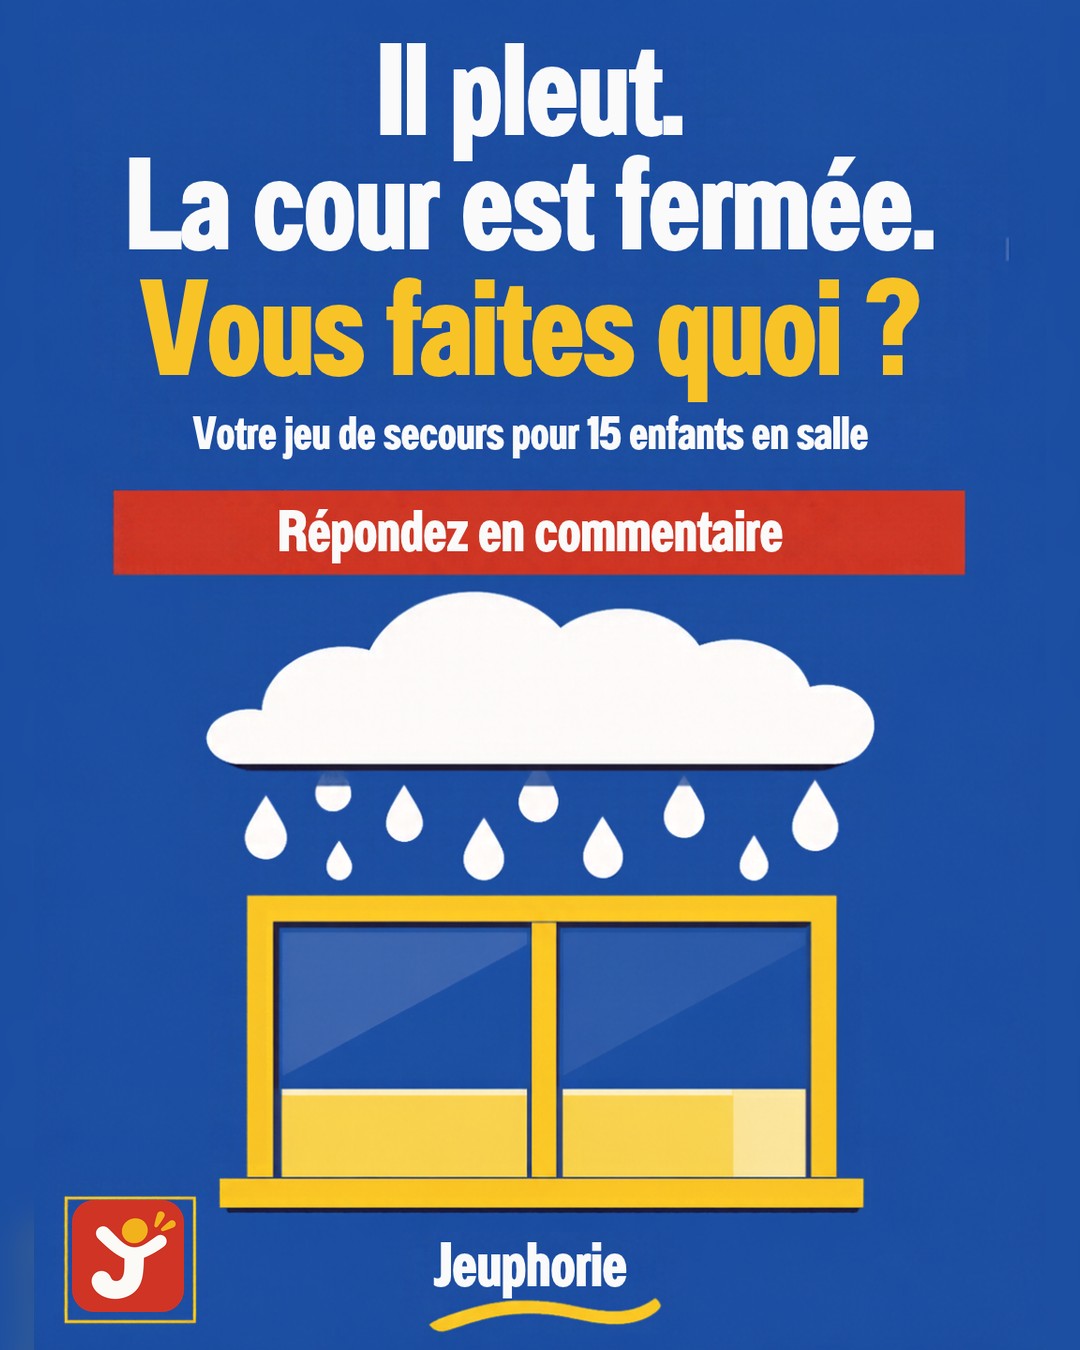 Il pleut.
La cour est fermée.
Vous faites quoi ?
Votre jeu de secours pour 15 enfants en salle
Répondez en commentaire
Jeuphorie